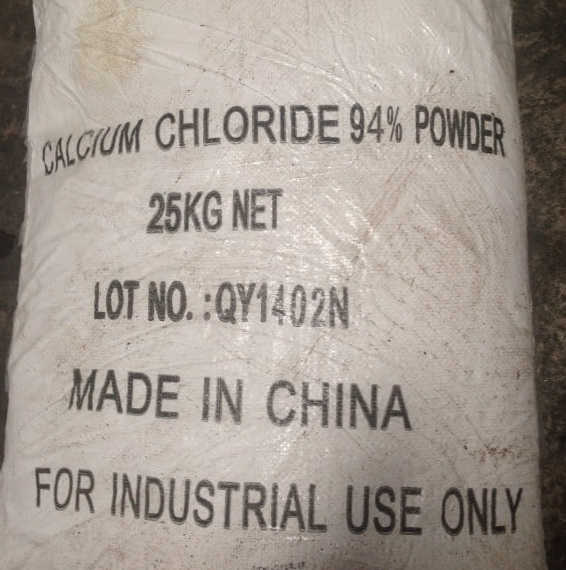 CALCIUM CHLORIDE 94% POWDER
25KG NET
LOT NO. :QY1402N
MADE IN CHINA
FOR INDUSTRIAL USE ONLY